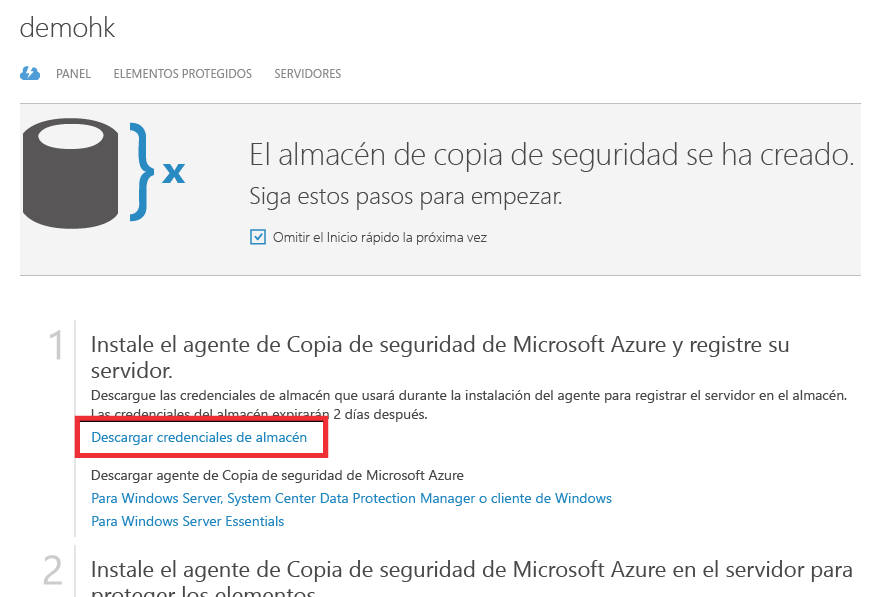 demohk
PANEL ELEMENTOS PROTEGIDOS SERVIDORES
} x
El almacén de copia de seguridad se ha creado.
Siga estos pasos para empezar.
Omitir el Inicio rápido la próxima vez
1
Instale el agente de Copia de seguridad de Microsoft Azure y registre su
servidor.
Descargue las credenciales de almacén que usará durante la instalación del agente para registrar el servidor en el almacén.
Las credenciales del almacén expirarán 2 días después.
Descargar credenciales de almacén
Descargar agente de Copia de seguridad de Microsoft Azure
Para Windows Server, System Center Data Protection Manager o cliente de Windows
Para Windows Server Essentials
2
Instale el agente de Copia de seguridad de Microsoft Azure en el servidor para
proteger los elementos.